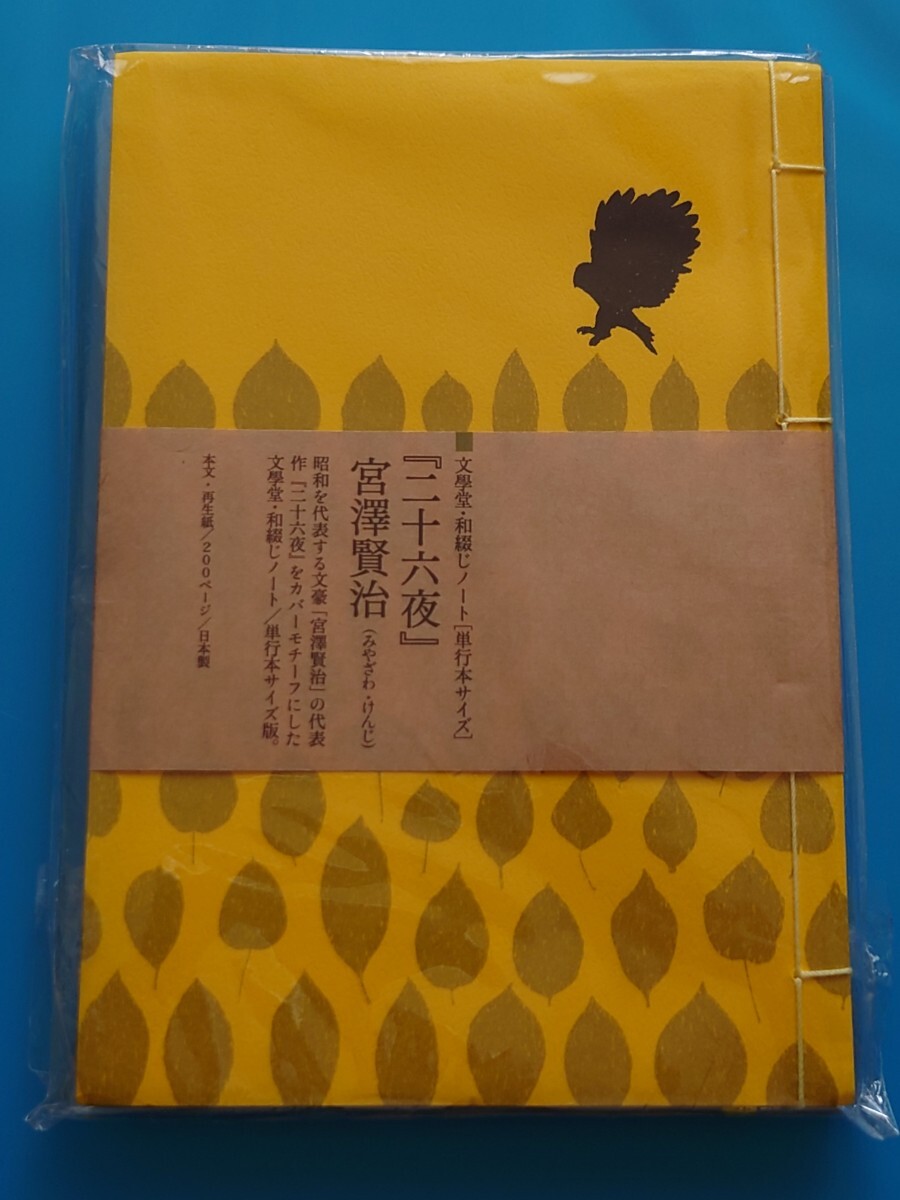 文學堂・和綴じノート［単行本サイズ］
『二十六夜』
宮澤賢治（みやざわ・けんじ）
昭和を代表する文豪「宮澤賢治」の代表
作『二十六夜』をカバーモチーフにした
文學堂・和綴じノート／単行本サイズ版。
本文・再生紙／200ページ／日本製